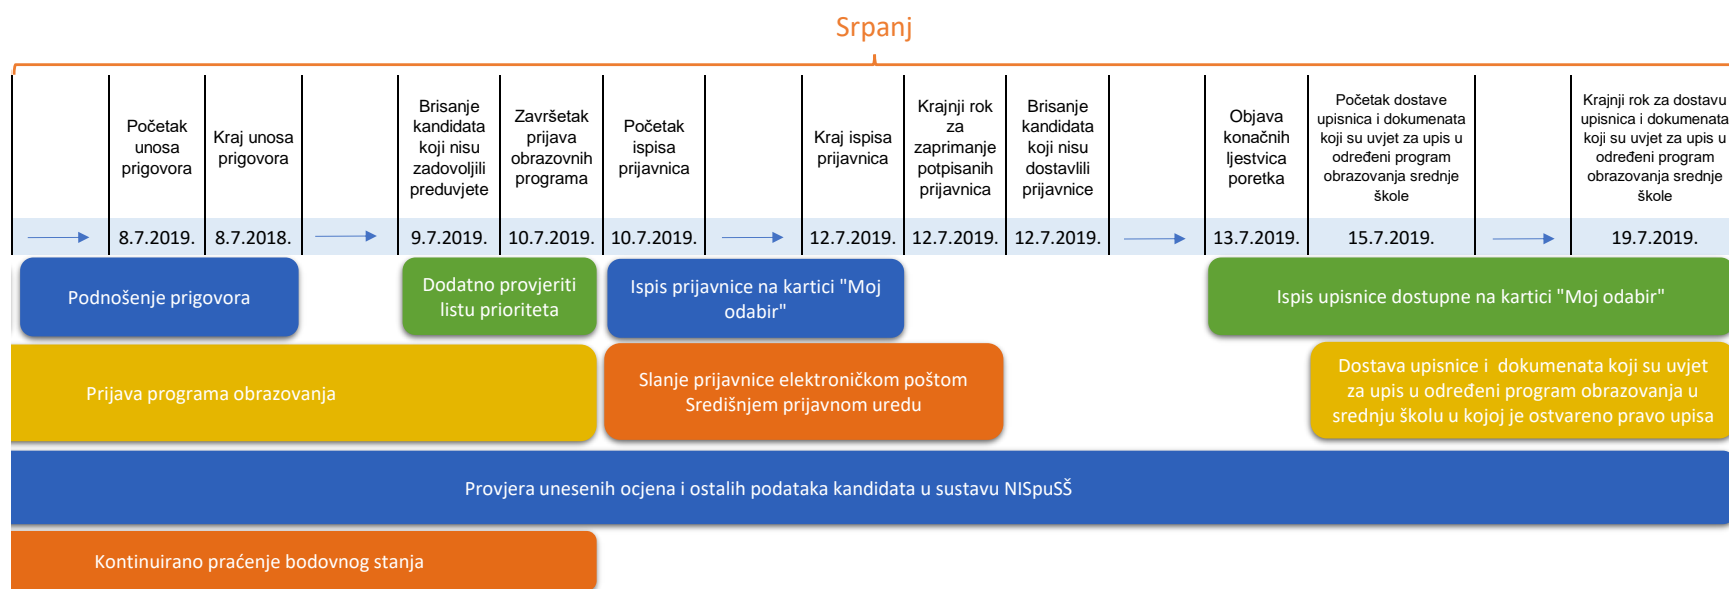 Srpanj
Početak
unosa
prigovora
Kraj unosa
prigovora
Brisanje
kandidata
koji nisu
zadovoljili
preduvjete
Završetak
prijava
obrazovnih
programa
Početak
ispisa
prijavnica
Kraj ispisa
prijavnica
Krajnji rok
za
zaprimanje
potpisanih
prijavnica
Brisanje
kandidata
koji nisu
dostavlili
prijavnice
Objava
konačnih
ljestvica
poretka
Početak dostave
upisnica i dokumenata
koji su uvjet za upis u
određeni program
obrazovanja srednje
škole
Krajnji rok za dostavu
upisnica i dokumenata
koji su uvjet za upis u
određeni program
obrazovanja srednje
škole
8.7.2019. 8.7.2018. 9.7.2019. 10.7.2019. 10.7.2019. 12.7.2019. 12.7.2019. 12.7.2019. 13.7.2019. 15.7.2019. 19.7.2019.
Podnošenje prigovora
Dodatno provjeriti
listu prioriteta
Ispis prijavnice na kartici "Moj
odabir"
Ispis upisnice dostupne na kartici "Moj odabir"
Prijava programa obrazovanja
Slanje prijavnice elektroničkom poštom
Središnjem prijavnom uredu
Dostava upisnice i  dokumenata koji su uvjet
za upis u određeni program obrazovanja u
srednju školu u kojoj je ostvareno pravo upisa
Provjera unesenih ocjena i ostalih podataka kandidata u sustavu NISpuSŠ
Kontinuirano praćenje bodovnog stanja